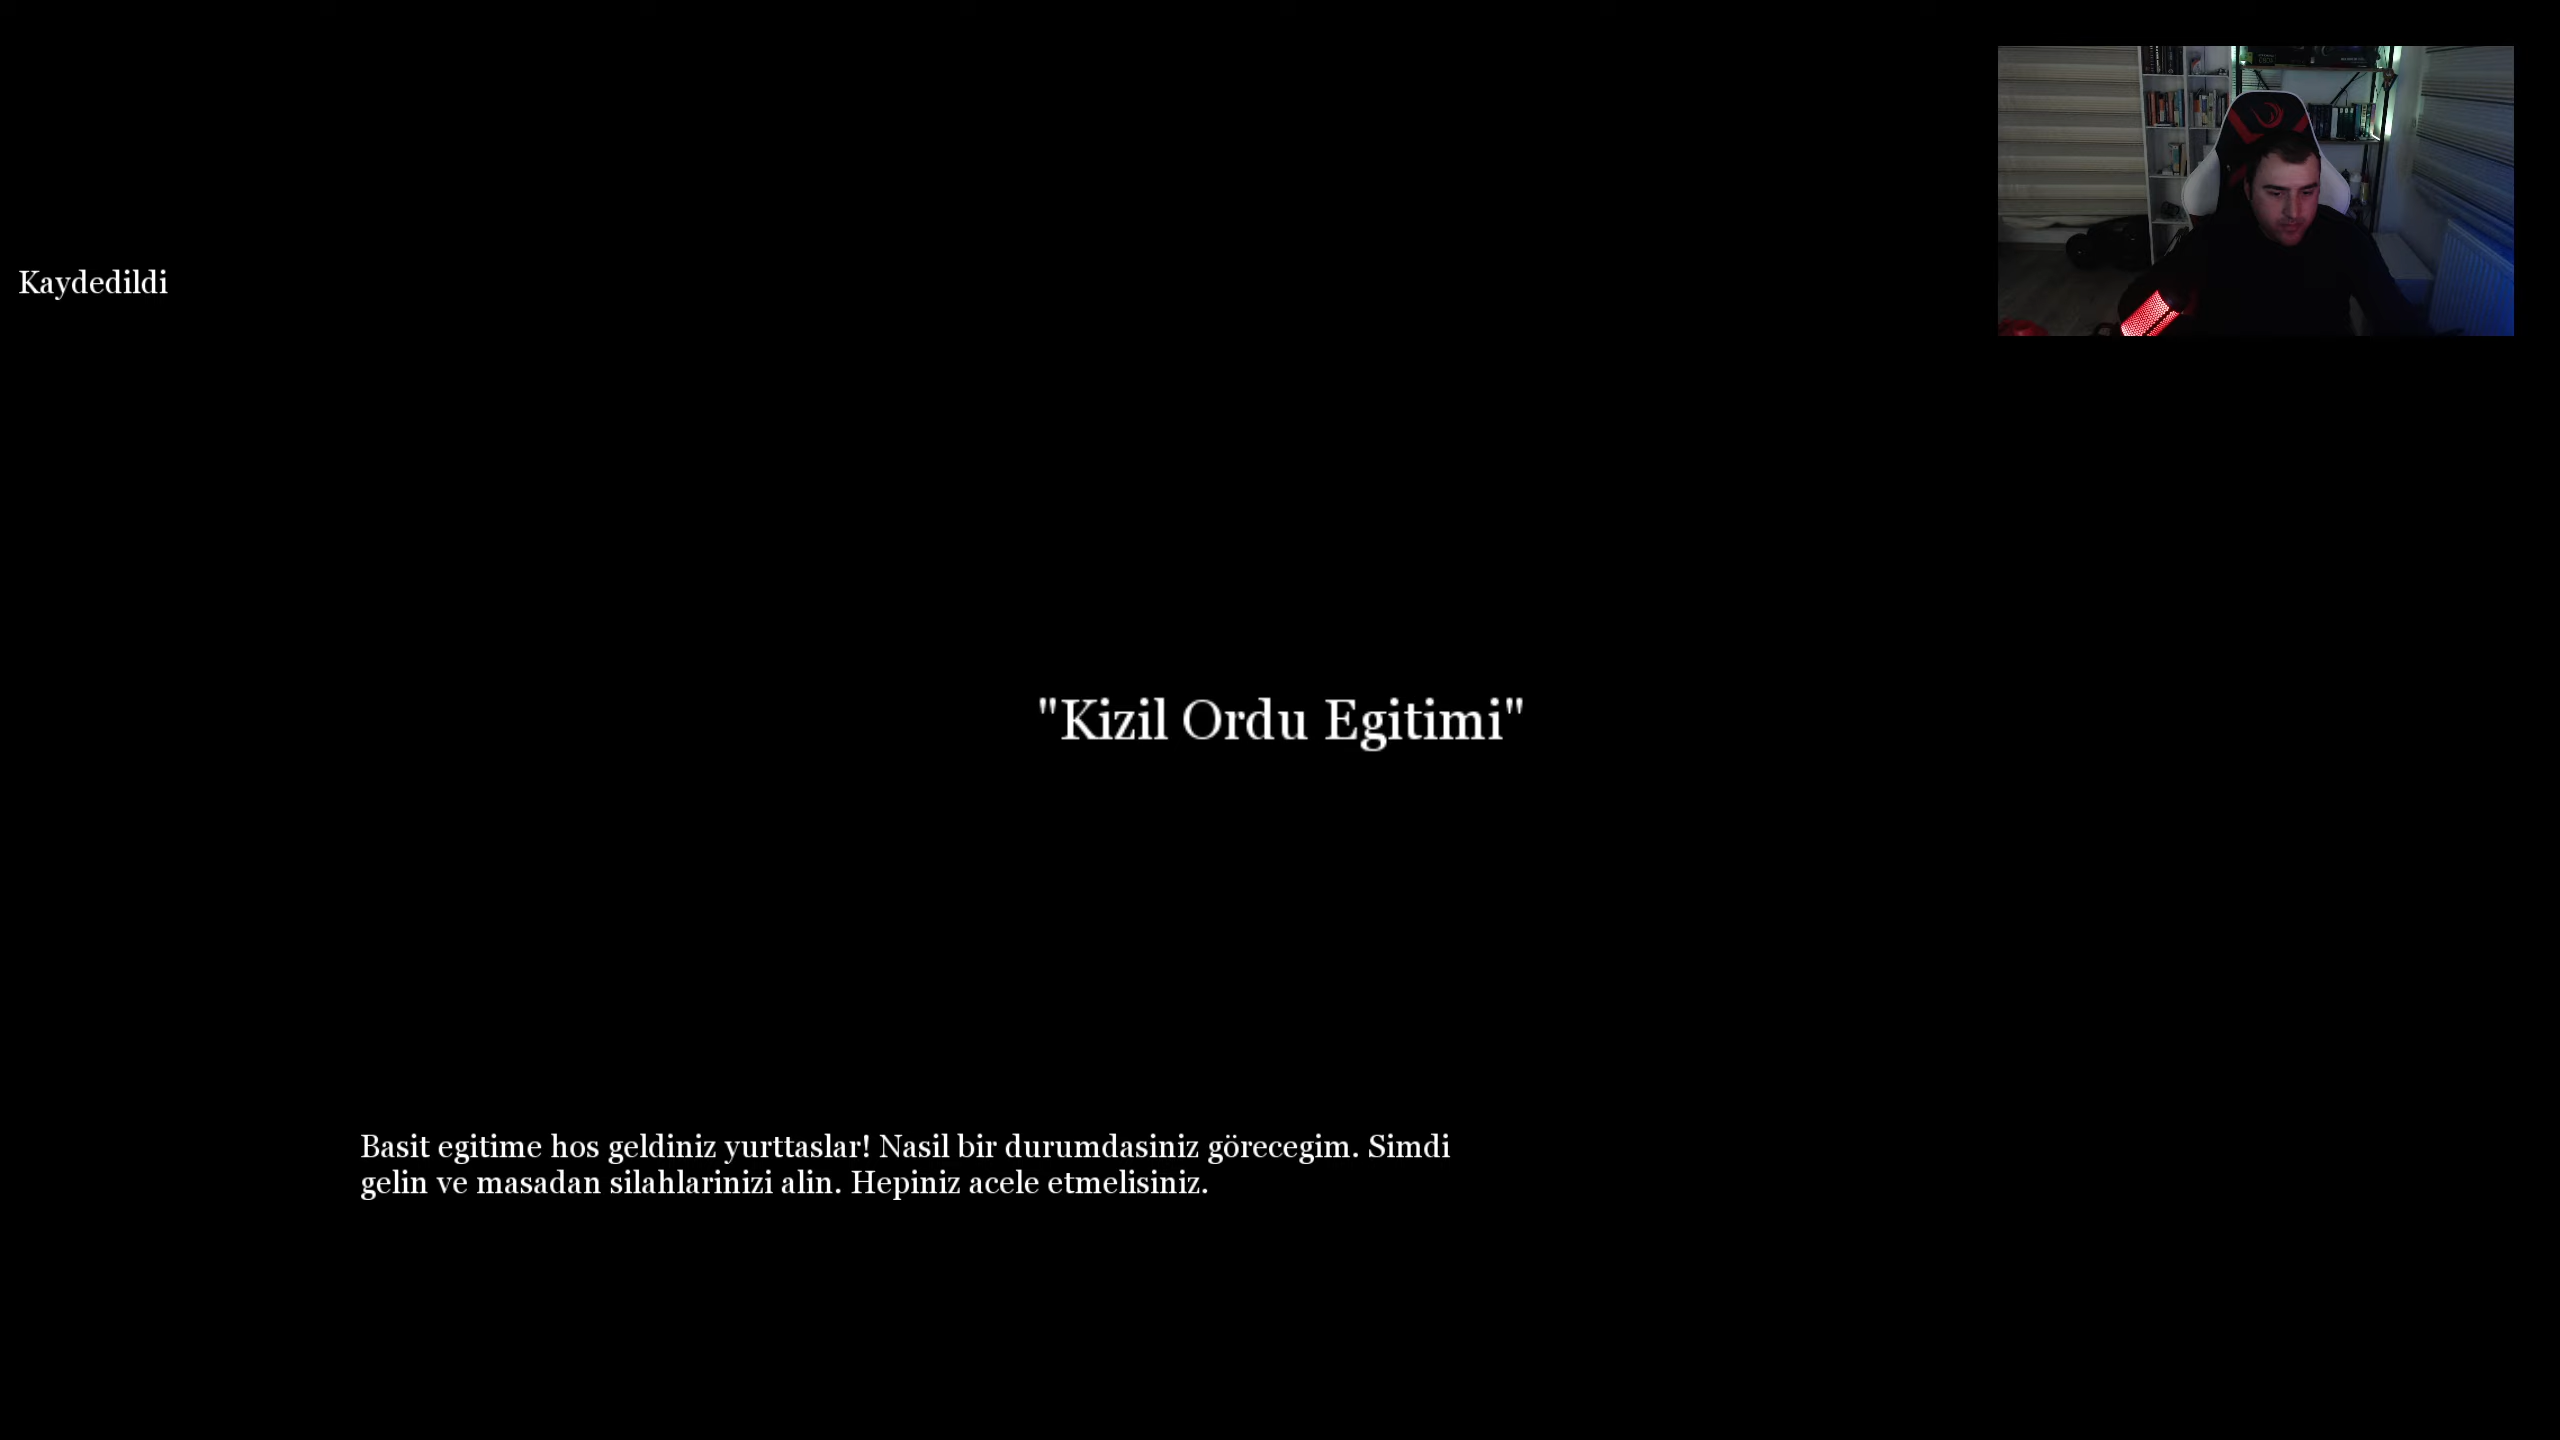 Kaydedildi
"Kizil Ordu Egitimi"
Basit egitime hos geldiniz yurttaslar! Nasil bir durumdasiniz görecegim. Simdi
gelin ve masadan silahlarinizi alin. Hepiniz acele etmelisiniz.